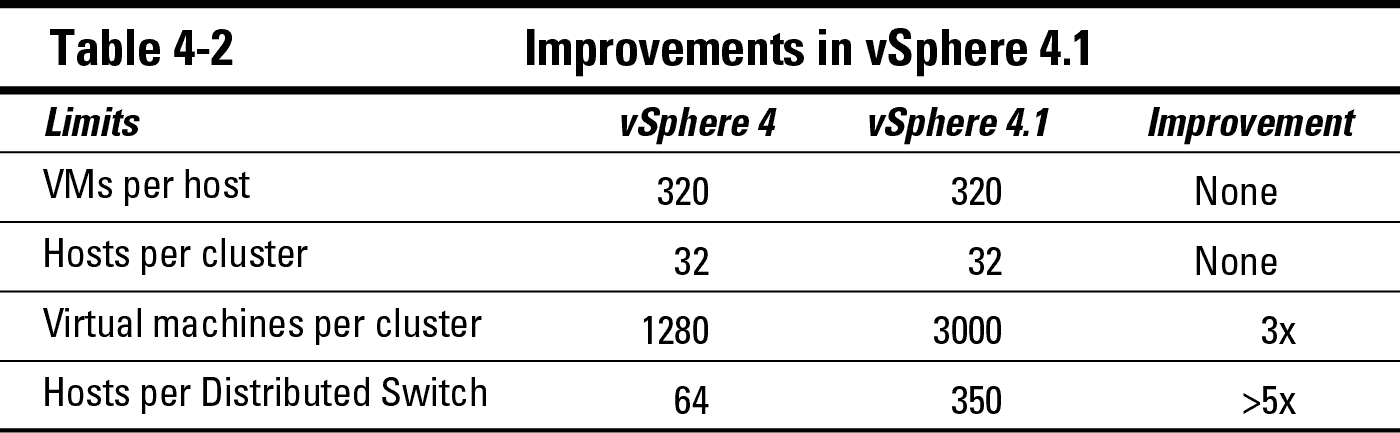 Table 4-2 Improvements in vSphere 4.1
Limits vSphere 4 vSphere 4.1 Improvement
VMs per host 320 320 None
Hosts per cluster 32 32 None
Virtual machines per cluster 1280 3000 3x
Hosts per Distributed Switch 64 350 >5x